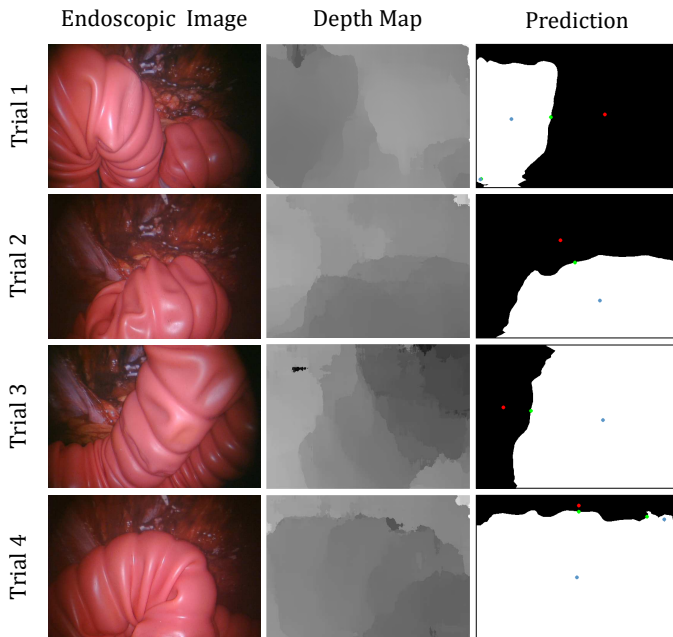 Endoscopic Image Depth Map Prediction
Trial 1
Trial 2
Trial 3
Trial 4